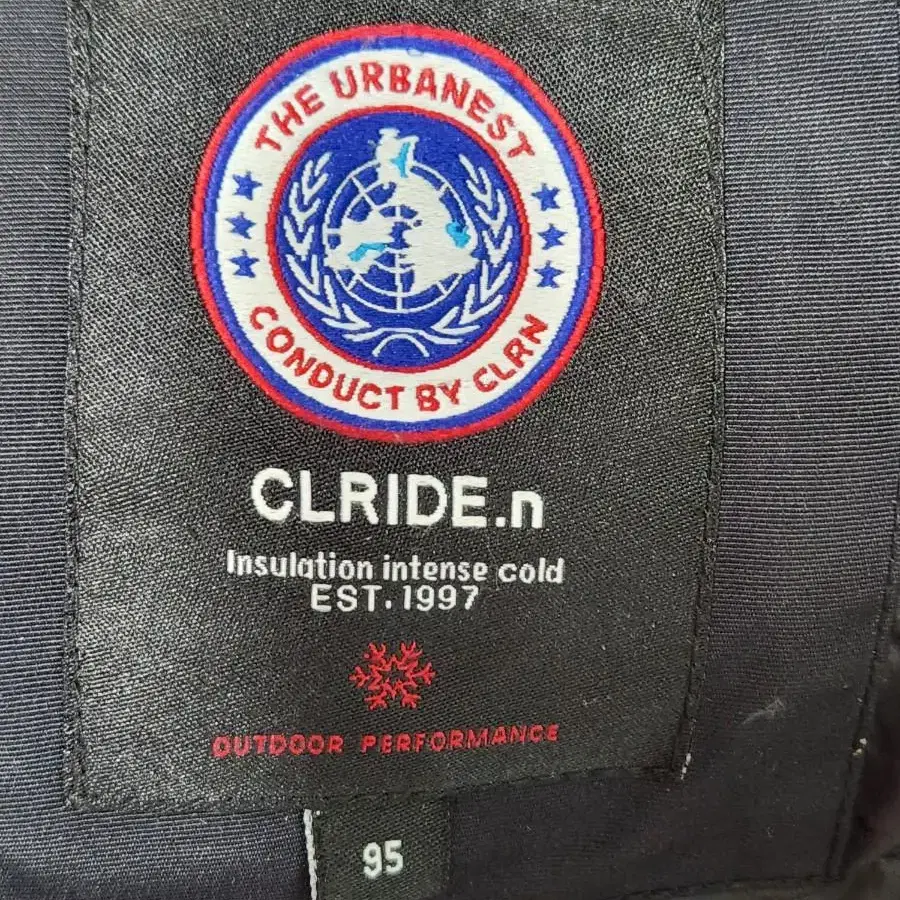 THE URBANEST
CONDUCT BY CLRN
CLRIDE.n
Insulation intense cold
EST.1997
OUTDOOR PERFORMANCE
95